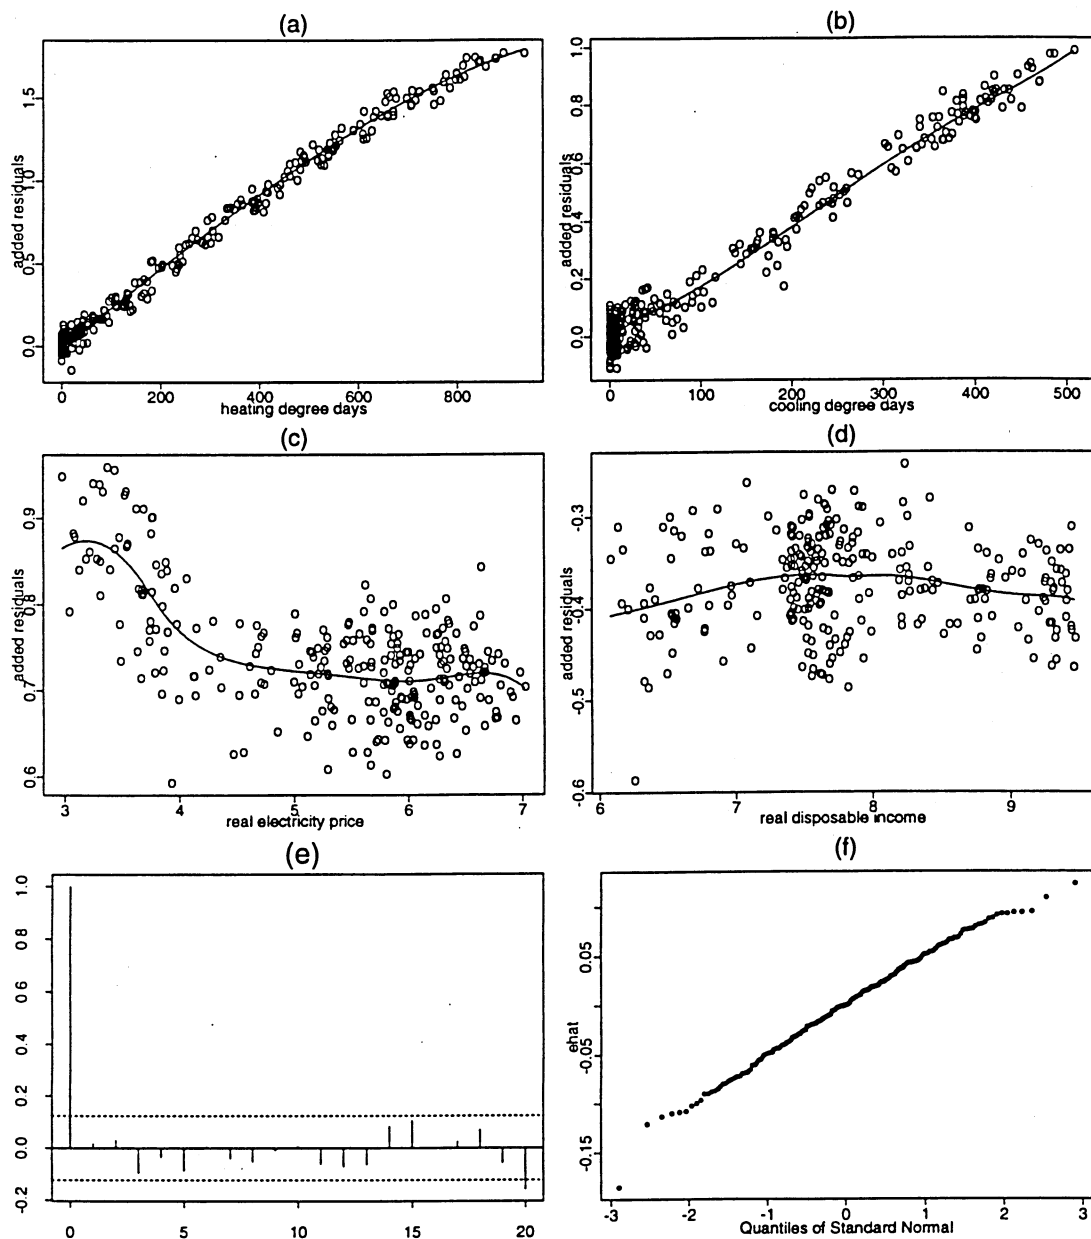 (a)
added residuals
0.0 0.5 1.0 1.5
0 200 400 600 800
heating degree days
(b)
added residuals
0.0 0.2 0.4 0.6 0.8 1.0
0 100 200 300 400 500
cooling degree days
(c)
added residuals
0.6 0.7 0.8 0.9
3 4 5 6 7
real electricity price
(d)
added residuals
-0.6 -0.5 -0.4 -0.3
6 7 8 9
real disposable income
(e)
-0.2 0.0 0.2 0.4 0.6 0.8 1.0
0 5 10 15 20
(f)
ehat
-0.15 -0.05 0.05
-3 -2 -1 0 1 2 3
Quantiles of Standard Normal